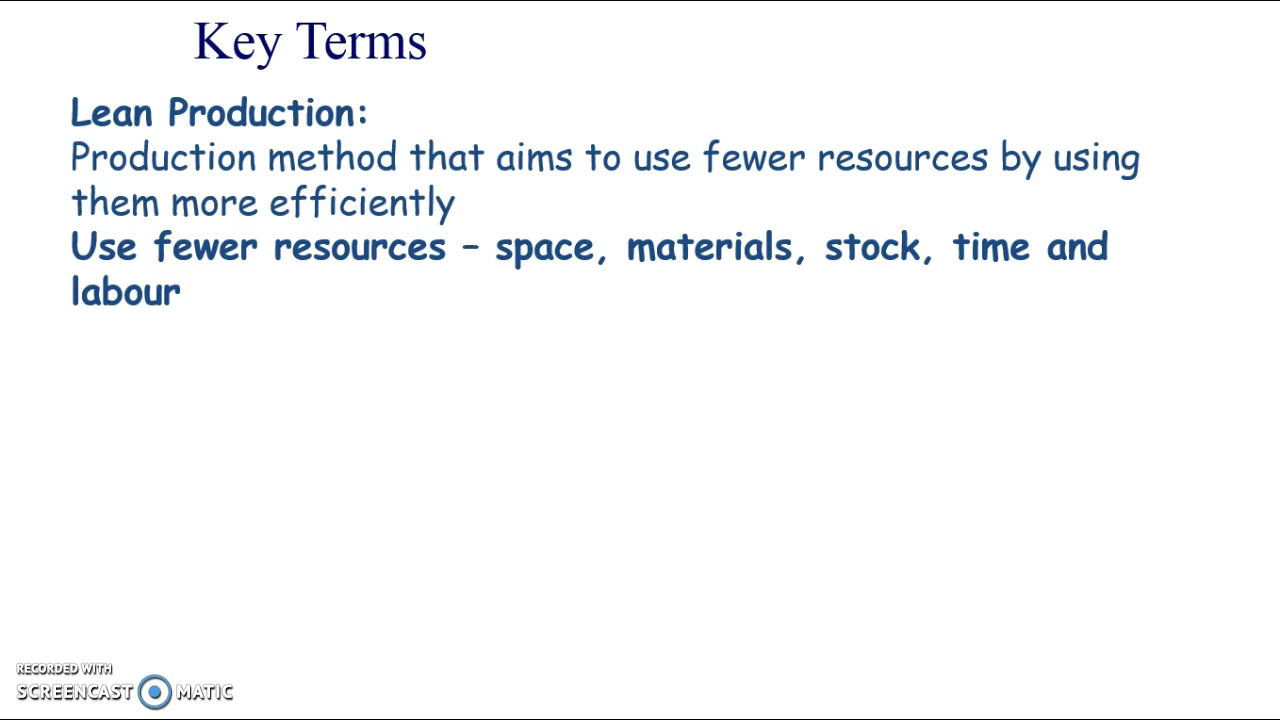 Key Terms
Lean Production:
Production method that aims to use fewer resources by using
them more efficiently
Use fewer resources – space, materials, stock, time and
labour
RECORDED WITH
SCREENCAST MATIC